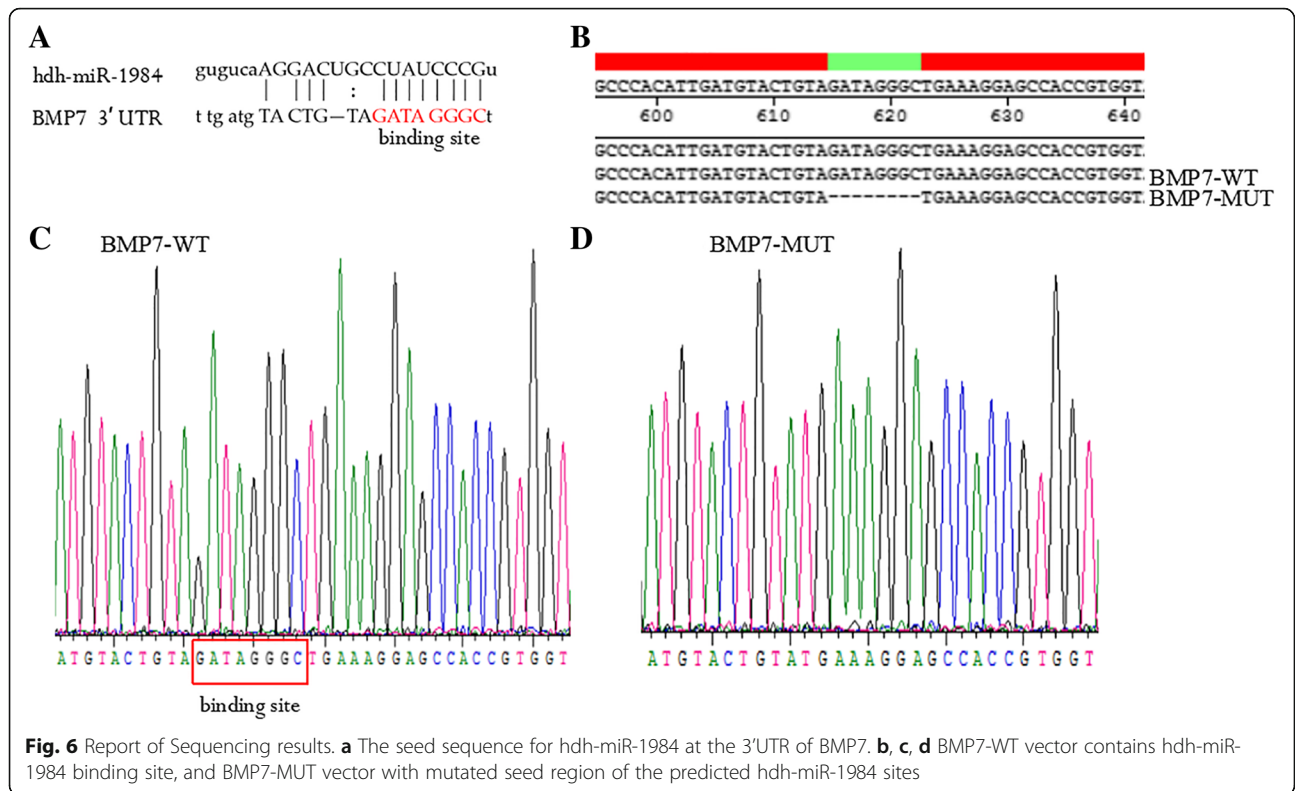 A
hdh-miR-1984 gugucaAGGACUGCCUAUCCCGu
BMP7 3' UTR t tg atg TA CTG—TAGATA GGGCt
binding site
B
GCCCACATTGATGTACTGTAGATAGGGCTGAAAGGAGCCACCGTGGT.
600 610 620 630 640
GCCCACATTGATGTACTGTAGATAGGGCTGAAAGGAGCCACCGTGGT.
GCCCACATTGATGTACTGTAGATAGGGCTGAAAGGAGCCACCGTGGT. BMP7-WT
GCCCACATTGATGTACTGTA--------TGAAAGGAGCCACCGTGGT. BMP7-MUT
C BMP7-WT
ATGTACTGTAGATAGGGCTGAAAGGAGCCACCGTGGT
binding site
D BMP7-MUT
ATGTACTGTATGAAAGGAGCCACCGTGGT
Fig. 6 Report of Sequencing results. a The seed sequence for hdh-miR-1984 at the 3'UTR of BMP7. b, c, d BMP7-WT vector contains hdh-miR-
1984 binding site, and BMP7-MUT vector with mutated seed region of the predicted hdh-miR-1984 sites